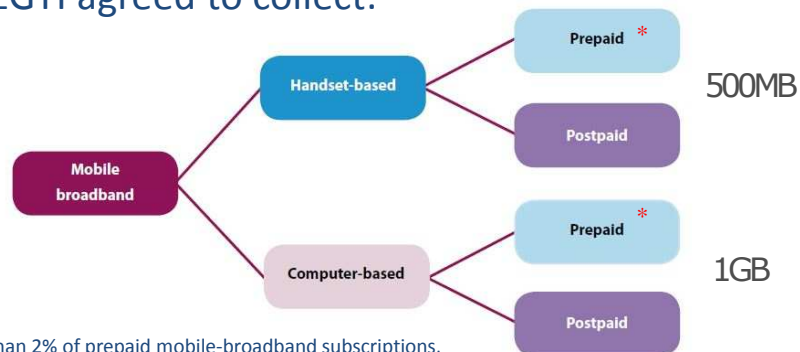 EGTI agreed to collect:
Prepaid *
Handset-based
500MB
Postpaid
Mobile
broadband
Prepaid *
Computer-based
1GB
Postpaid
than 2% of prepaid mobile-broadband subscriptions.